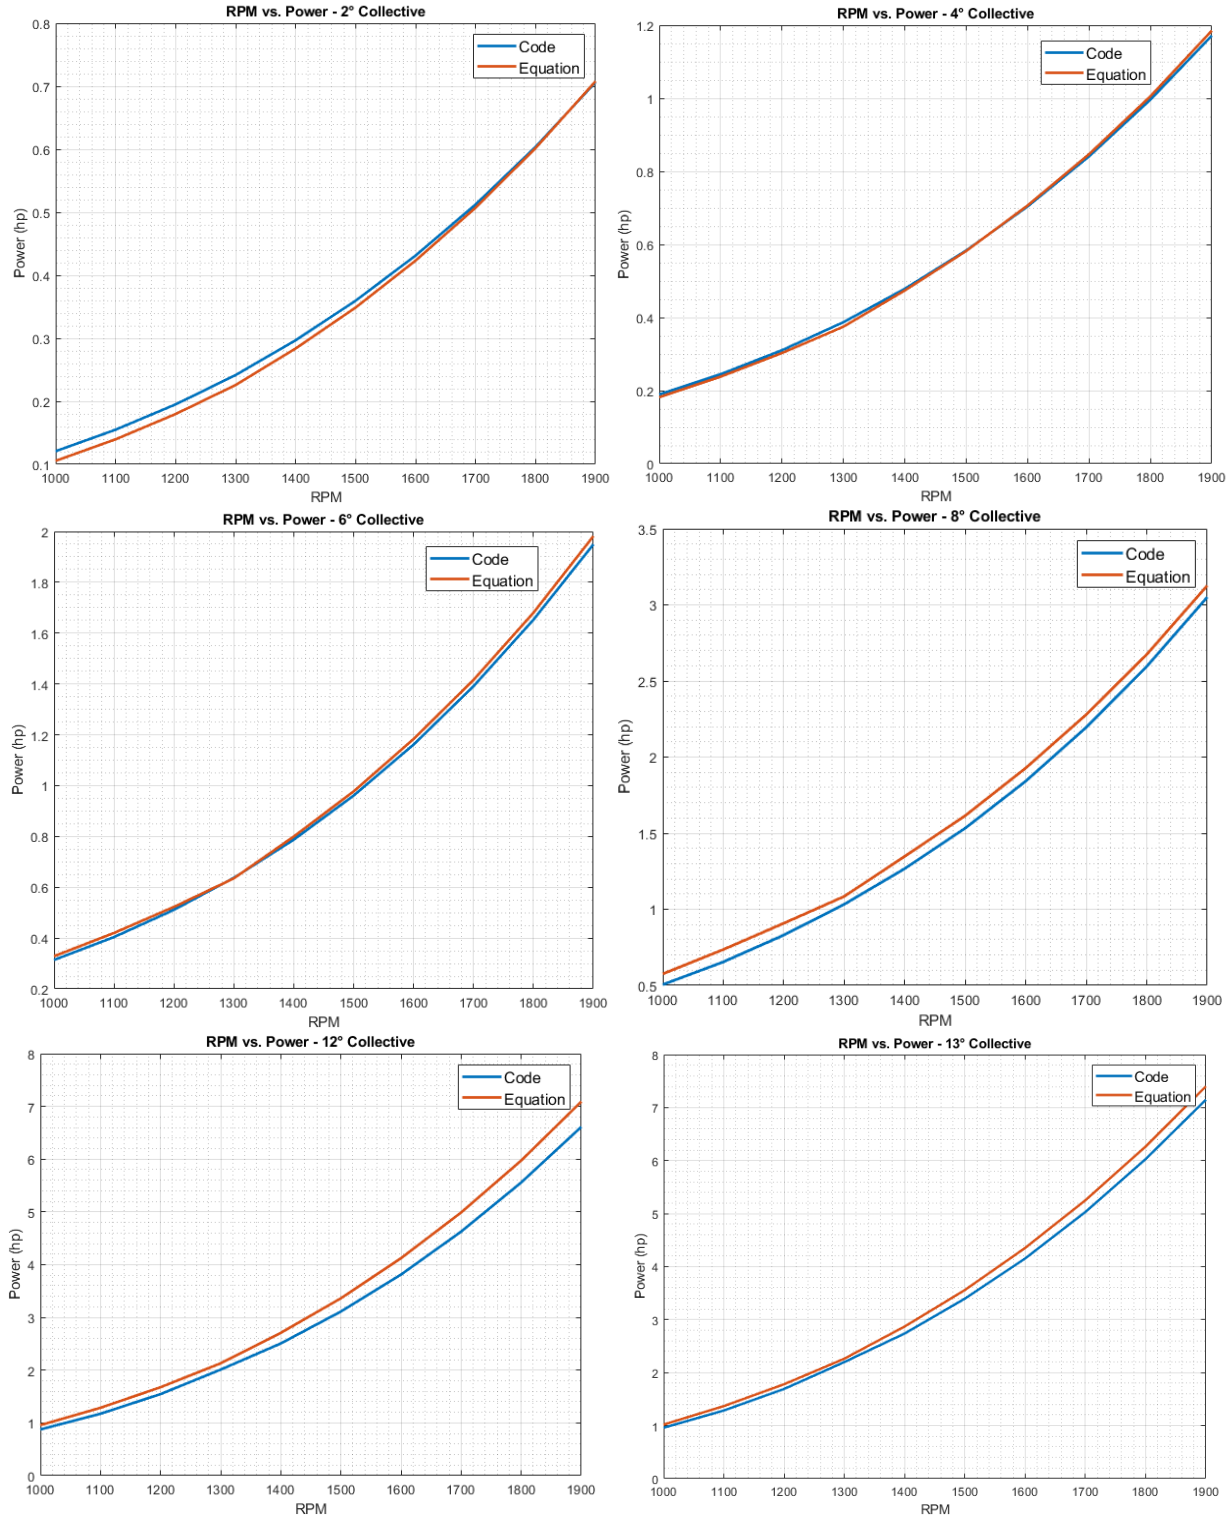 RPM vs. Power - 2° Collective
0.8
0.7
0.6
0.5
0.4
0.3
0.2
0.1
Power (hp)
Code
Equation
1000 1100 1200 1300 1400 1500 1600 1700 1800 1900
RPM
RPM vs. Power - 4° Collective
1.2
1
0.8
0.6
0.4
0.2
0
Power (hp)
Code
Equation
1000 1100 1200 1300 1400 1500 1600 1700 1800 1900
RPM
RPM vs. Power - 6° Collective
2
1.8
1.6
1.4
1.2
1
0.8
0.6
0.4
0.2
Power (hp)
Code
Equation
1000 1100 1200 1300 1400 1500 1600 1700 1800 1900
RPM
RPM vs. Power - 8° Collective
3.5
3
2.5
2
1.5
1
0.5
Power (hp)
Code
Equation
1000 1100 1200 1300 1400 1500 1600 1700 1800 1900
RPM
RPM vs. Power - 12° Collective
8
7
6
5
4
3
2
1
0
Power (hp)
Code
Equation
1000 1100 1200 1300 1400 1500 1600 1700 1800 1900
RPM
RPM vs. Power - 13° Collective
8
7
6
5
4
3
2
1
0
Power (hp)
Code
Equation
1000 1100 1200 1300 1400 1500 1600 1700 1800 1900
RPM